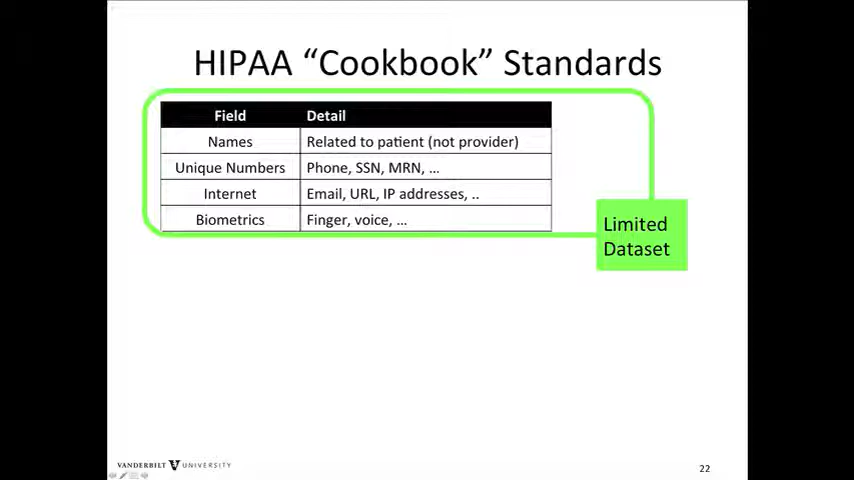 HIPAA “Cookbook” Standards
Field Detail
Names Related to patient (not provider)
Unique Numbers Phone, SSN, MRN, …
Internet Email, URL, IP addresses, ..
Biometrics Finger, voice, …
Limited
Dataset
VANDERBILT UNIVERSITY
22